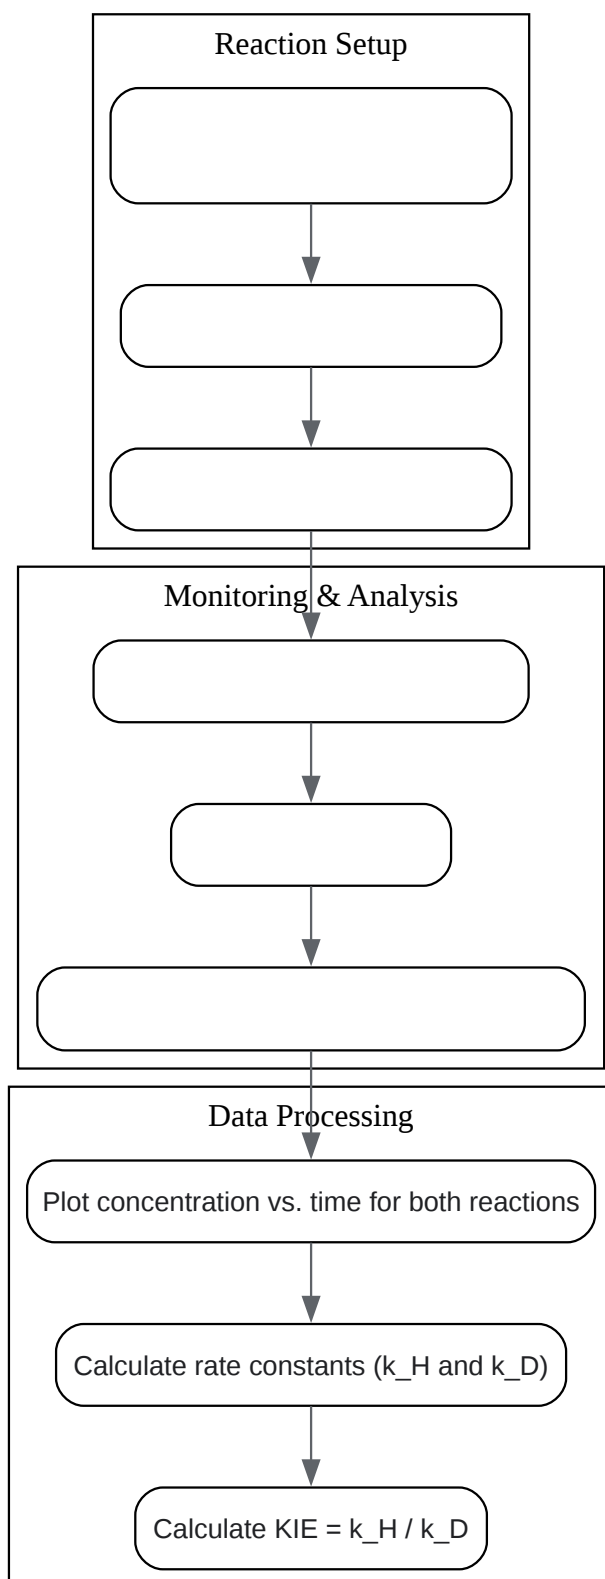 Reaction Setup
Monitoring & Analysis
Data Processing
Plot concentration vs. time for both reactions
Calculate rate constants (k_H and k_D)
Calculate KIE = k_H / k_D